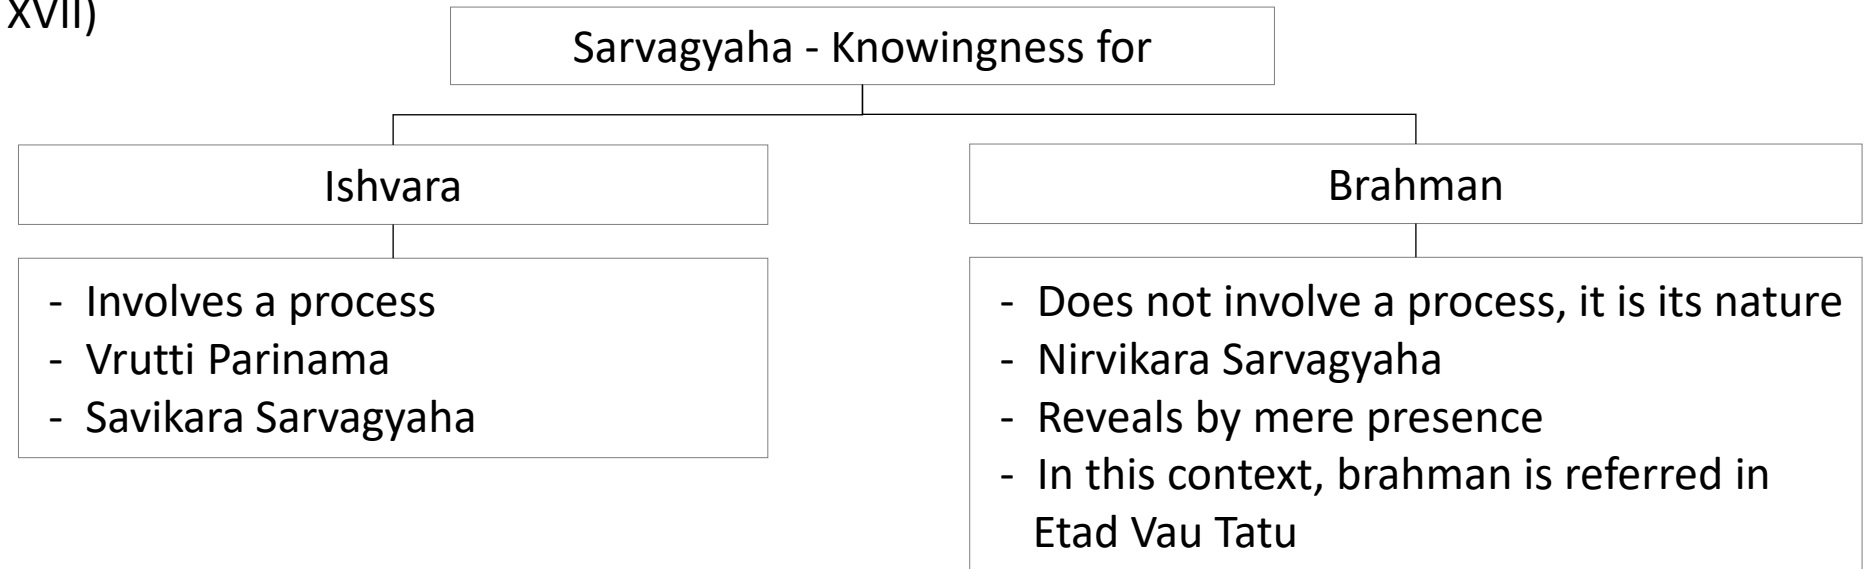 XVII)
Sarvagyaha - Knowingness for
Ishvara
Brahman
- Involves a process
- Vrutti Parinama
- Savikara Sarvagyaha
- Does not involve a process, it is its nature
- Nirvikara Sarvagyaha
- Reveals by mere presence
- In this context, brahman is referred in
Etad Vau Tatu